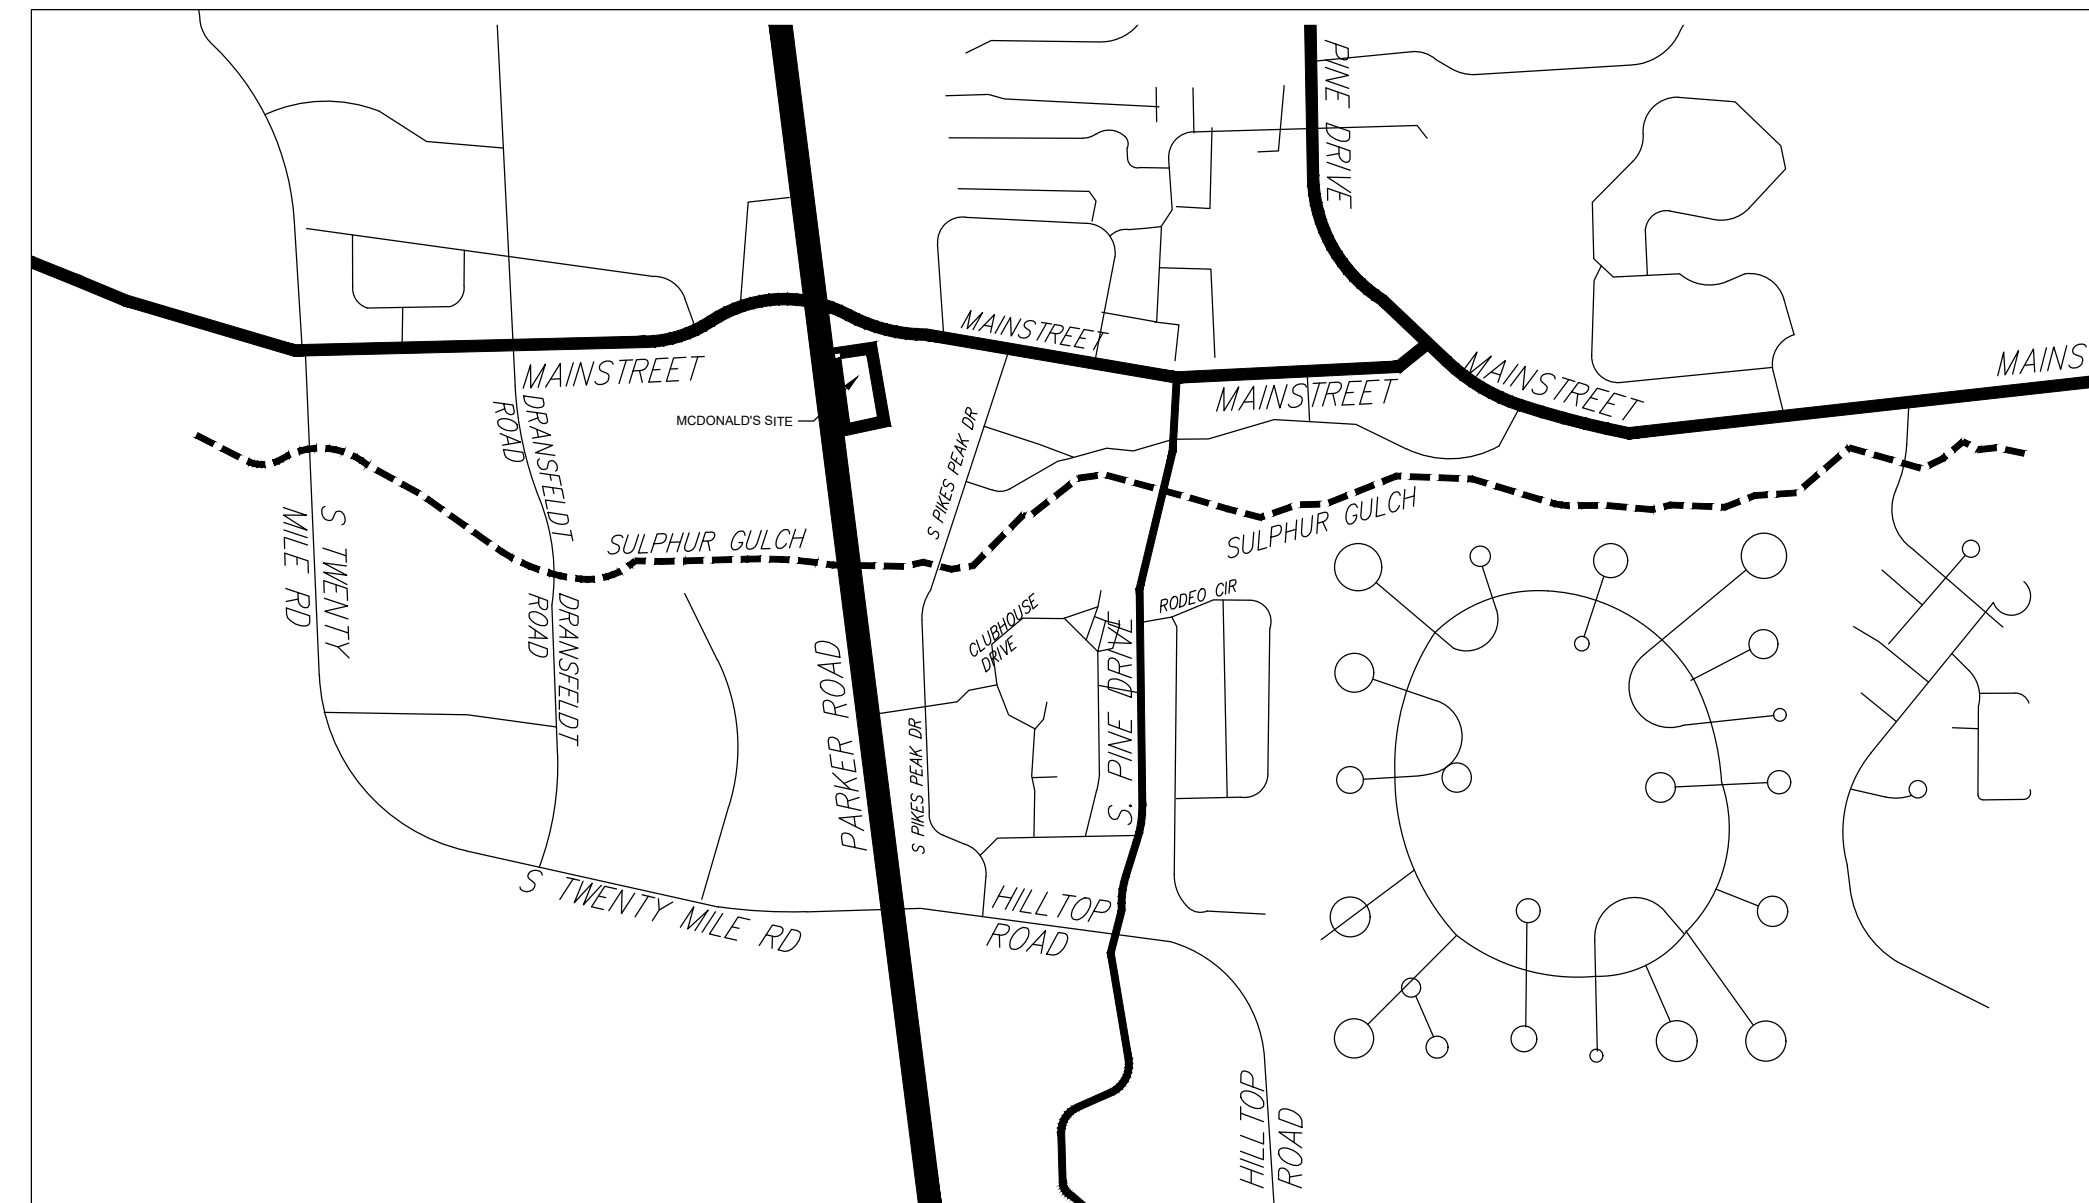 PINE DRIVE
MAINSTREET
MAINS
MAINSTREET
MAINSTREET
MAINSTREET
DRANSFELDT
ROAD
MCDONALD'S SITE
S PIKES PEAK DR
S TWENTY
MILE RD
SULPHUR GULCH
SULPHUR GULCH
DRANSFELDT
ROAD
CLUBHOUSE
DRIVE
RODEO CIR
PARKER ROAD
S PIKES PEAK DR
S. PINE DRIVE
S TWENTY MILE RD
HILLTOP
ROAD
HILLTOP
ROAD